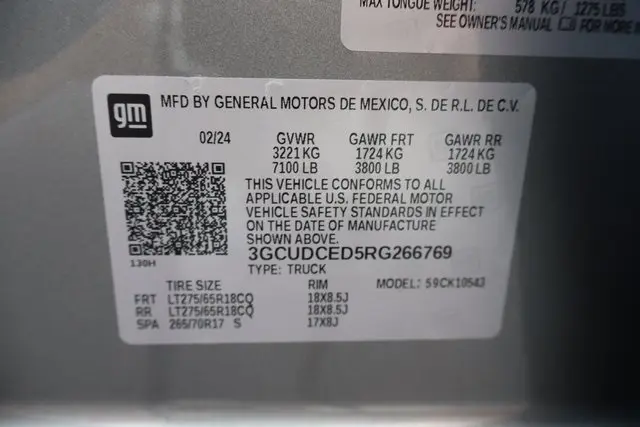 MAX TONGUE WEIGHT: 578 KG/ 1275 LBS
SEE OWNER'S MANUAL FOR MORE
gm
MFD BY GENERAL MOTORS DE MEXICO, S. DE R.L. DE C.V.
02/24 GVWR GAWR FRT GAWR RR
3221 KG 1724 KG 1724 KG
7100 LB 3800 LB 3800 LB
THIS VEHICLE CONFORMS TO ALL
APPLICABLE U.S. FEDERAL MOTOR
VEHICLE SAFETY STANDARDS IN EFFECT
ON THE DATE OF MANUFACTURE
SHOWN ABOVE.
130H
3GCUDCED5RG266769
TYPE: TRUCK
TIRE SIZE RIM MODEL: 59CK10543
FRT LT275/65R18CQ 18X8.5J
RR LT275/65R18CQ 18X8.5J
SPA 265/70R17 S 17X8J